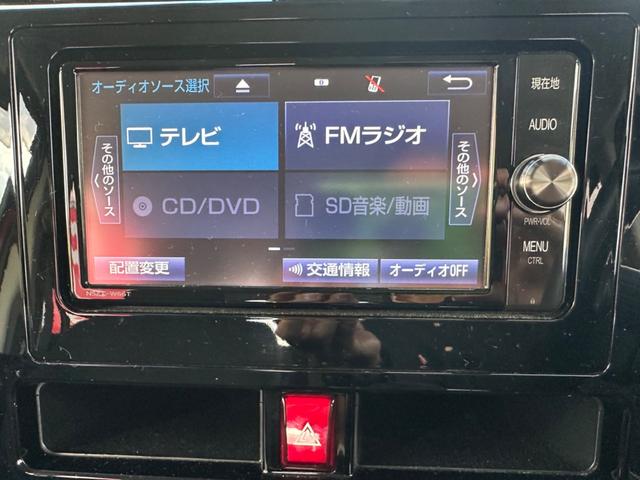 オーディオソース選択
現在地
AUDIO
テレビ
FMラジオ
その他のソース
その他のソース
CD/DVD
SD音楽/動画
PWR・VOL
MENU
CTRL
配置変更
交通情報
オーディオOFF
NSZT-W66T